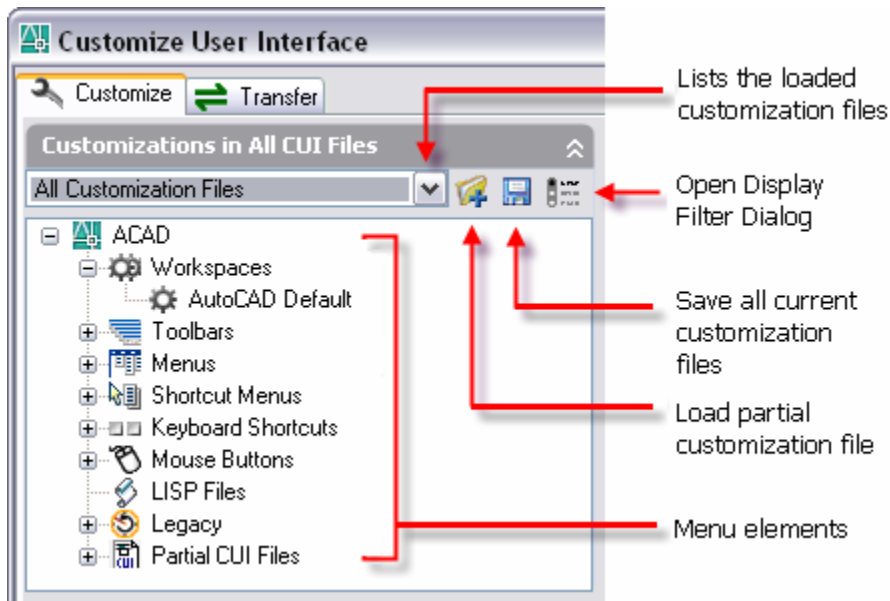 Customize User Interface
Customize
Transfer
Customizations in All CUI Files
All Customization Files
ACAD
Workspaces
AutoCAD Default
Toolbars
Menus
Shortcut Menus
Keyboard Shortcuts
Mouse Buttons
LISP Files
Legacy
CUI
Partial CUI Files
Lists the loaded
customization files
Open Display
Filter Dialog
Save all current
customization
files
Load partial
customization file
Menu elements